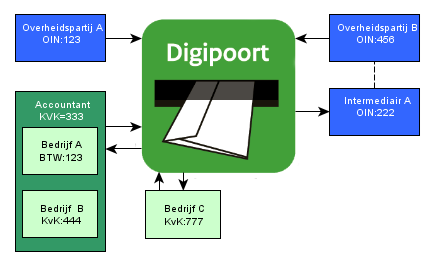 Overheidspartij A
OIN:123
Digipoort
Overheidspartij B
OIN:456
Accountant
KVK=333
Bedrijf A
BTW:123
Bedrijf B
KvK:444
Bedrijf C
KvK:777
Intermediair A
OIN:222